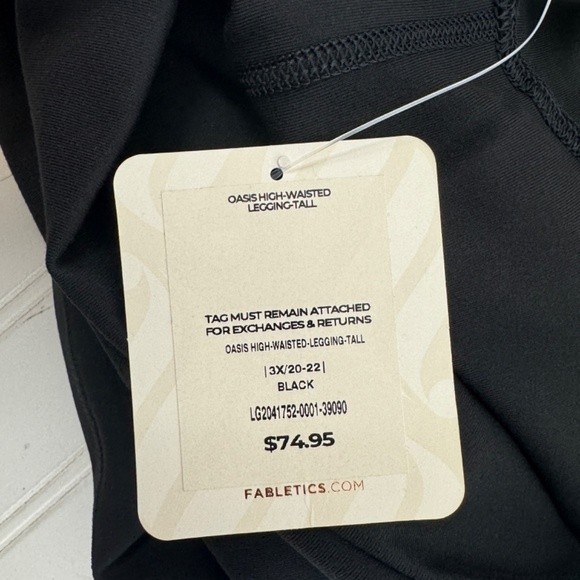 OASIS HIGH-WAISTED
LEGGING-TALL
TAG MUST REMAIN ATTACHED
FOR EXCHANGES & RETURNS
OASIS HIGH-WAISTED-LEGGING-TALL
|3X/20-22|
BLACK
LG2041752-0001-39090
$74.95
FABLETICS.COM